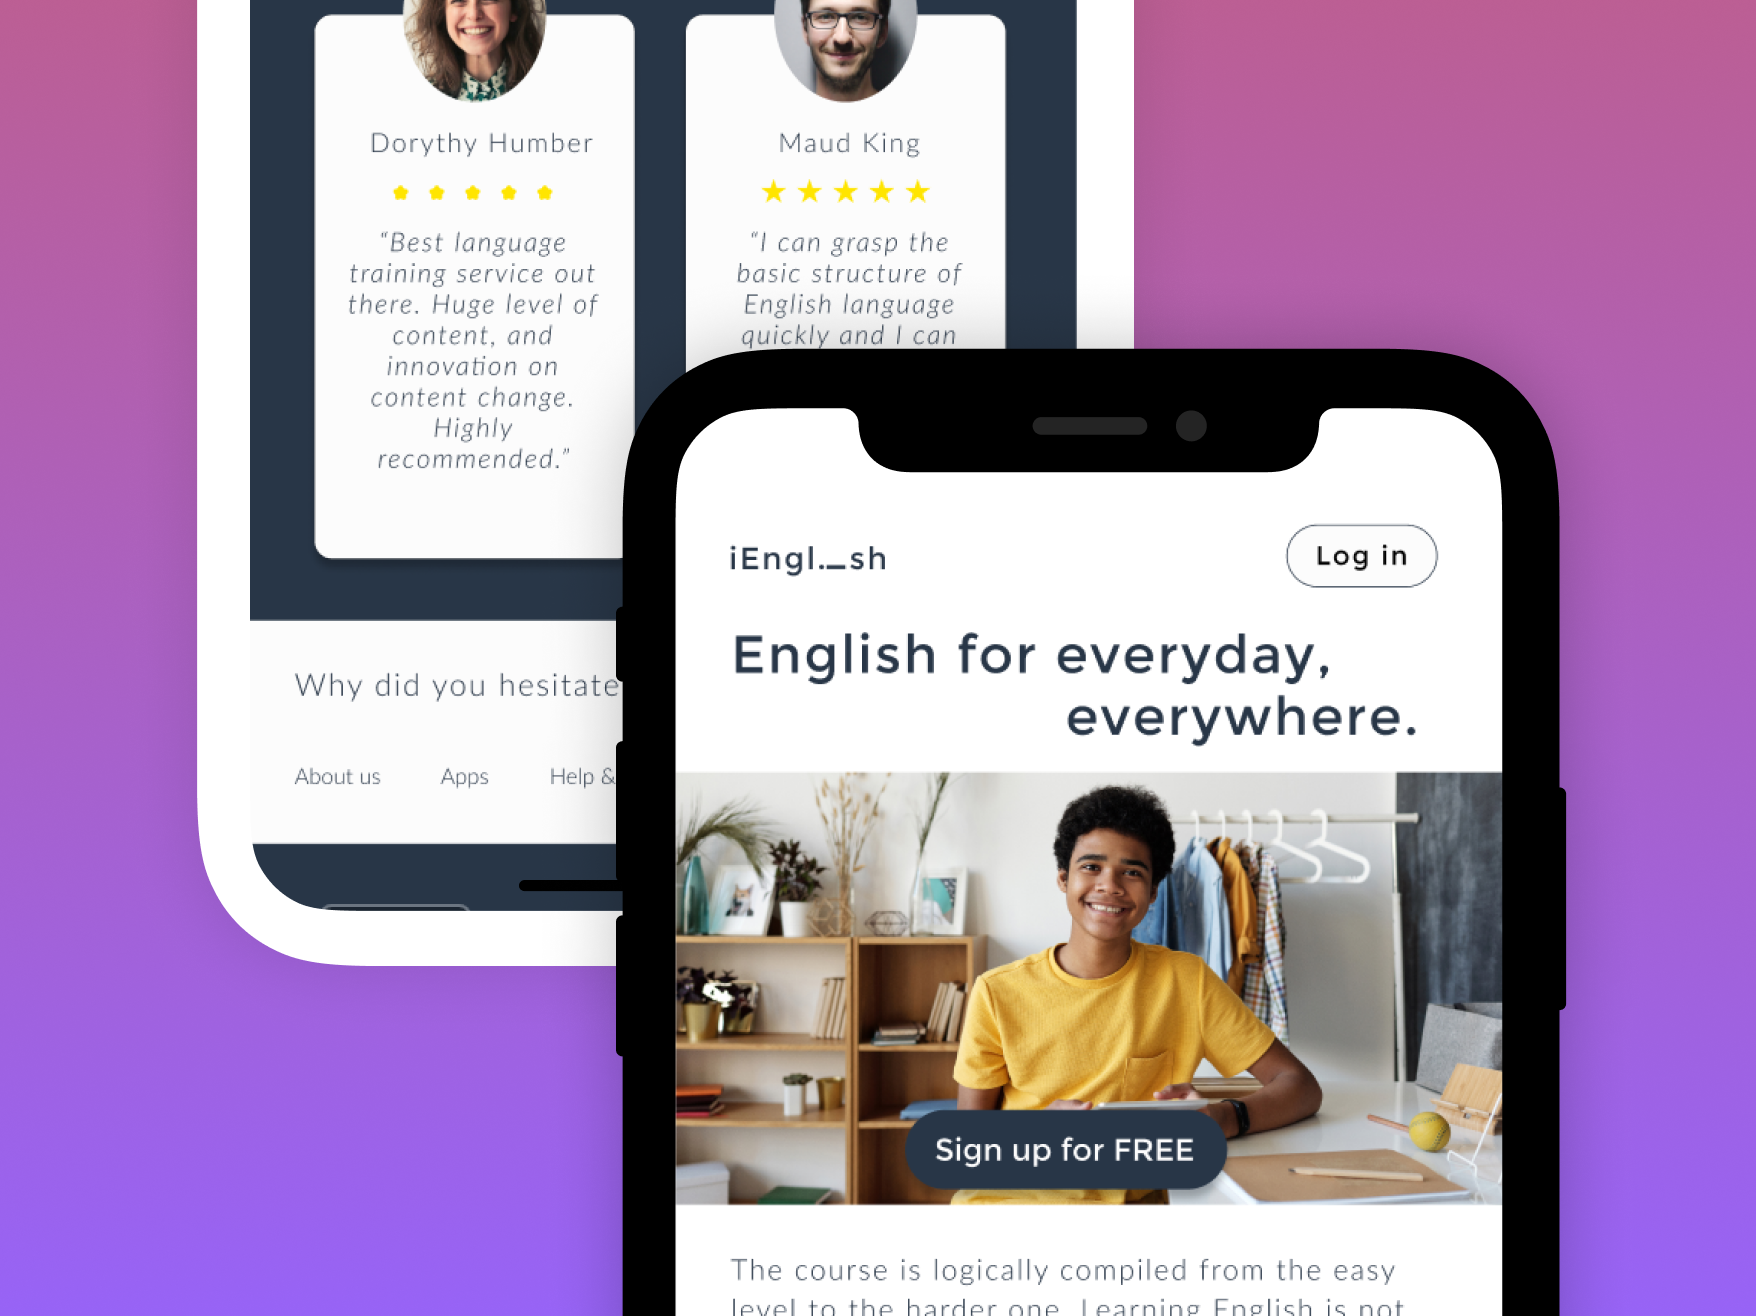 Dorythy Humber
“Best language
training service out
there. Huge level of
content, and
innovation on
content change.
Highly
recommended.”
Maud King
“I can grasp the
basic structure of
English language
quickly and I can
Why did you hesitate
About us
Apps
Help &
iEngl._sh
Log in
English for everyday,
everywhere.
Sign up for FREE
The course is logically compiled from the easy
level to the harder one. Learning English is not